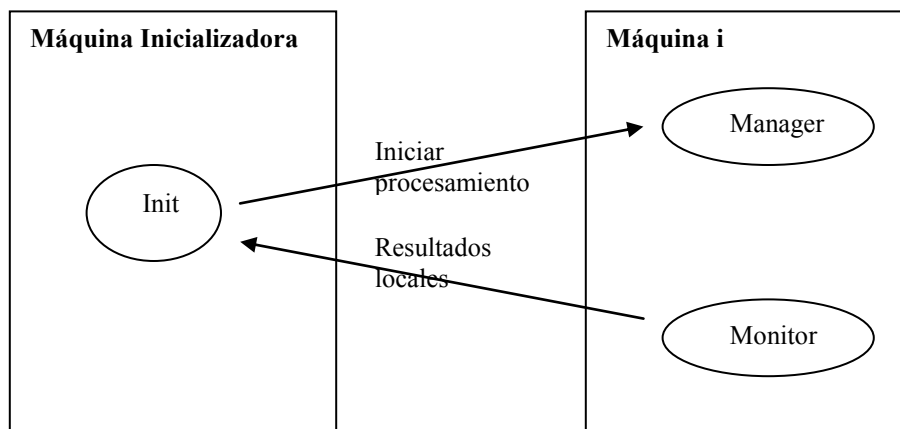 Máquina Inicializadora
Máquina i
Manager
Iniciar
procesamiento
Init
Resultados
locales
Monitor